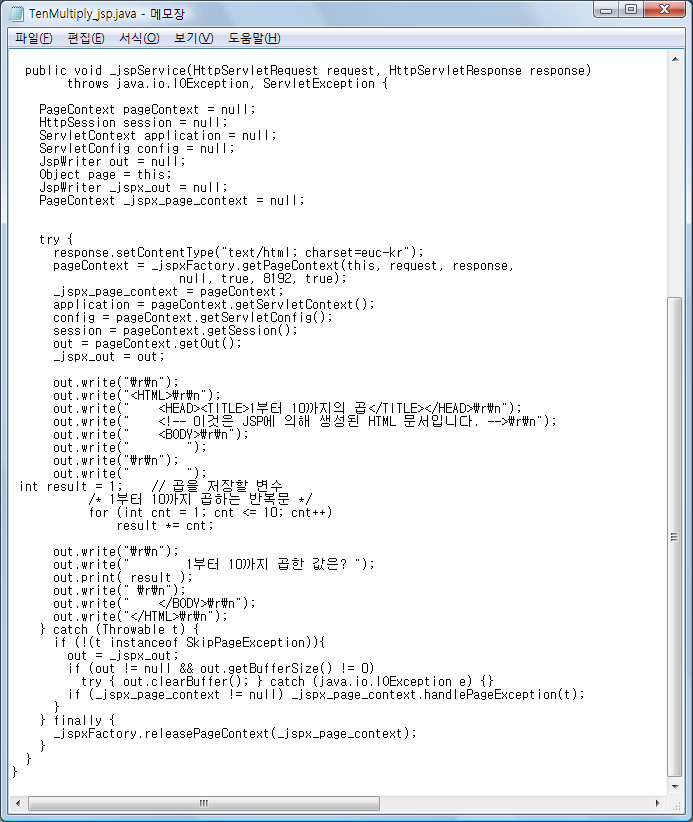 TenMultiply_jsp.java - 메모장
파일(F) 편집(E) 서식(O) 보기(V) 도움말(H)
  public void _jspService(HttpServletRequest request, HttpServletResponse response)
        throws java.io.IOException, ServletException {
    PageContext pageContext = null;
    HttpSession session = null;
    ServletContext application = null;
    ServletConfig config = null;
    JspWriter out = null;
    Object page = this;
    JspWriter _jspx_out = null;
    PageContext _jspx_page_context = null;
    try {
      response.setContentType("text/html; charset=euc-kr");
      pageContext = _jspxFactory.getPageContext(this, request, response,
                        null, true, 8192, true);
      _jspx_page_context = pageContext;
      application = pageContext.getServletContext();
      config = pageContext.getServletConfig();
      session = pageContext.getSession();
      out = pageContext.getOut();
      _jspx_out = out;
      out.write("₩r₩n");
      out.write("<HTML>₩r₩n");
      out.write("    <HEAD><TITLE>1부터 10까지의 곱</TITLE></HEAD>₩r₩n");
      out.write("    <!-- 이것은 JSP에 의해 생성된 HTML 문서입니다. -->₩r₩n");
      out.write("    <BODY>₩r₩n");
      out.write("        ");
      out.write("₩r₩n");
      out.write("        ");
 int result = 1;    // 곱을 저장할 변수
           /* 1부터 10까지 곱하는 반복문 */
           for (int cnt = 1; cnt <= 10; cnt++)
               result *= cnt;
      out.write("₩r₩n");
      out.write("        1부터 10까지 곱한 값은? ");
      out.print( result );
      out.write(" ₩r₩n");
      out.write("    </BODY>₩r₩n");
      out.write("</HTML>₩r₩n");
    } catch (Throwable t) {
      if (!(t instanceof SkipPageException)){
        out = _jspx_out;
        if (out != null && out.getBufferSize() != 0)
          try { out.clearBuffer(); } catch (java.io.IOException e) {}
        if (_jspx_page_context != null) _jspx_page_context.handlePageException(t);
      }
    } finally {
      _jspxFactory.releasePageContext(_jspx_page_context);
    }
  }
}